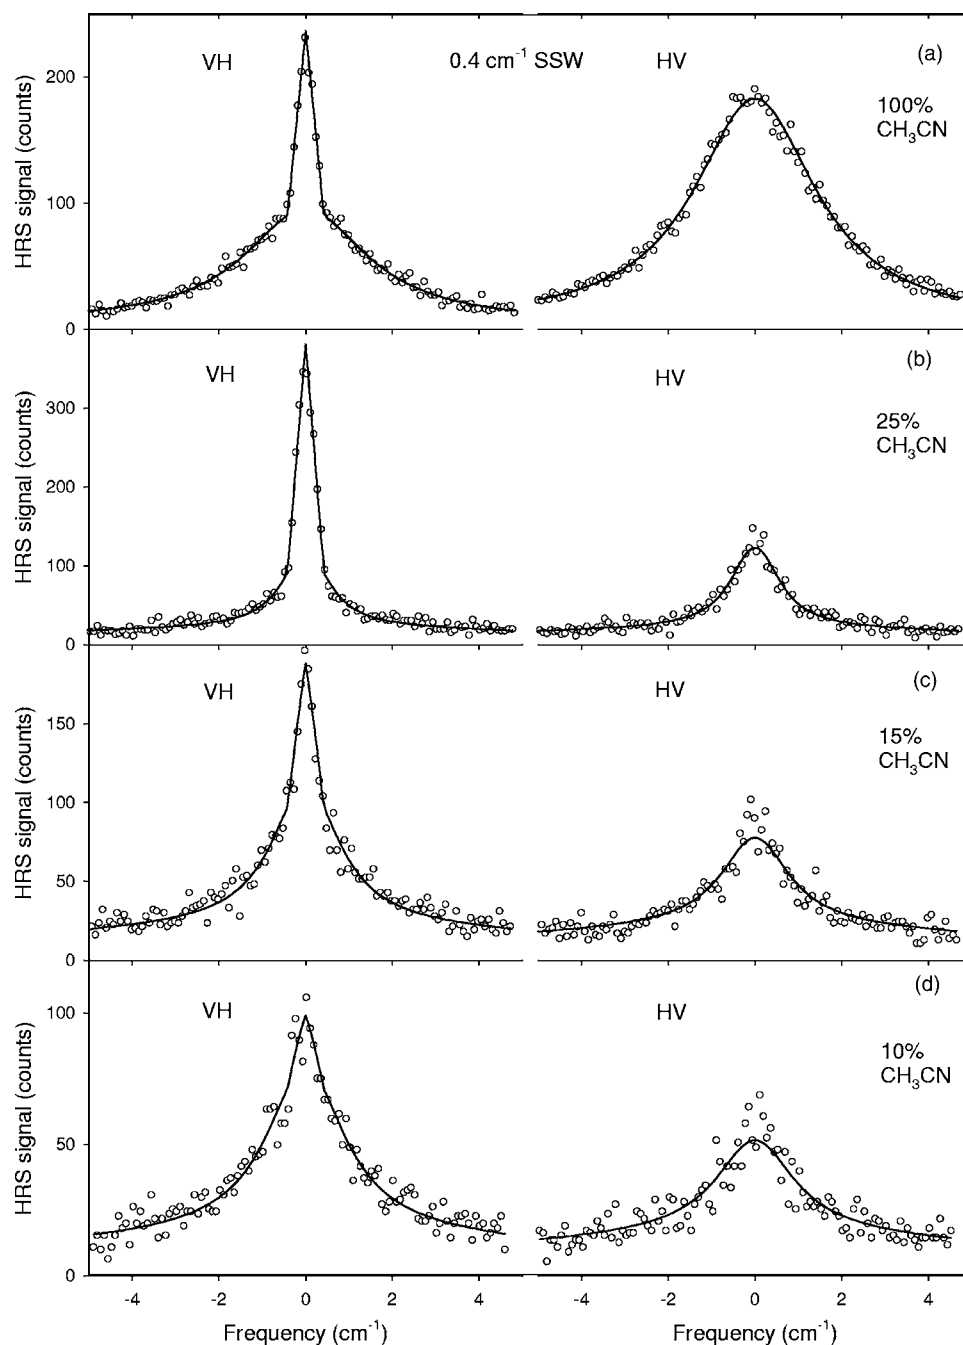 VH
0.4 cm⁻¹ SSW
HV
(a)
100%
CH₃CN
HRS signal (counts)
200
100
0
VH
HV
(b)
25%
CH₃CN
HRS signal (counts)
300
200
100
0
VH
HV
(c)
15%
CH₃CN
HRS signal (counts)
150
100
50
0
VH
HV
(d)
10%
CH₃CN
HRS signal (counts)
100
50
0
-4 -2 0 2 4 -4 -2 0 2 4
Frequency (cm⁻¹) Frequency (cm⁻¹)